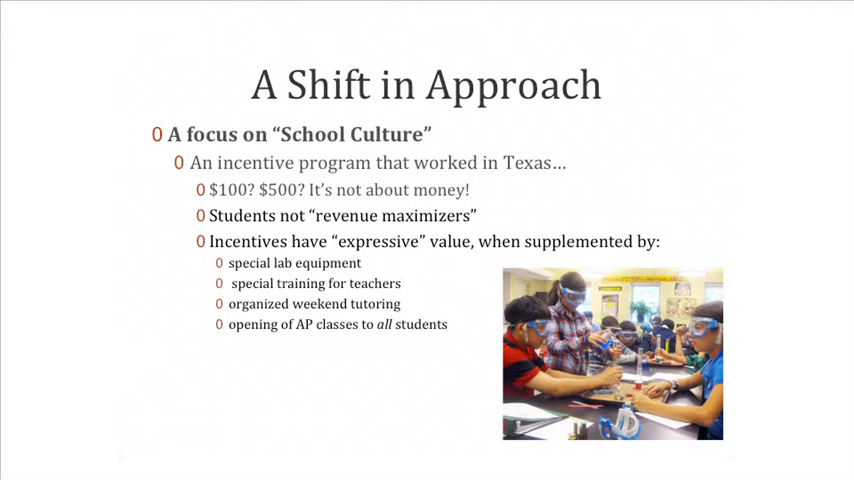 A Shift in Approach
0 A focus on “School Culture”
0 An incentive program that worked in Texas…
0 $100? $500? It’s not about money!
0 Students not “revenue maximizers”
0 Incentives have “expressive” value, when supplemented by:
0 special lab equipment
0 special training for teachers
0 organized weekend tutoring
0 opening of AP classes to all students